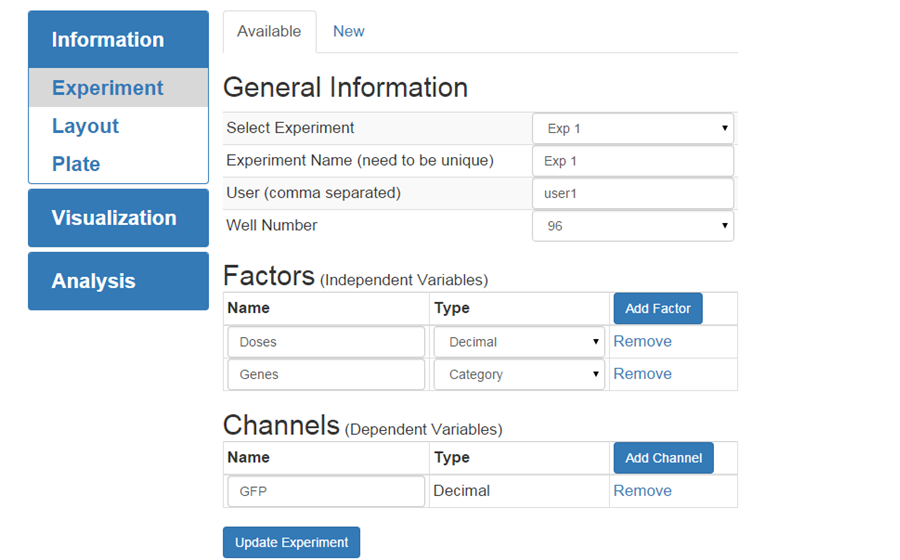 Information
Experiment
Layout
Plate
Visualization
Analysis
Available New
General Information
Select Experiment Exp 1
Experiment Name (need to be unique) Exp 1
User (comma separated) user1
Well Number 96
Factors (Independent Variables)
Name Type Add Factor
Doses Decimal Remove
Genes Category Remove
Channels (Dependent Variables)
Name Type Add Channel
GFP Decimal Remove
Update Experiment